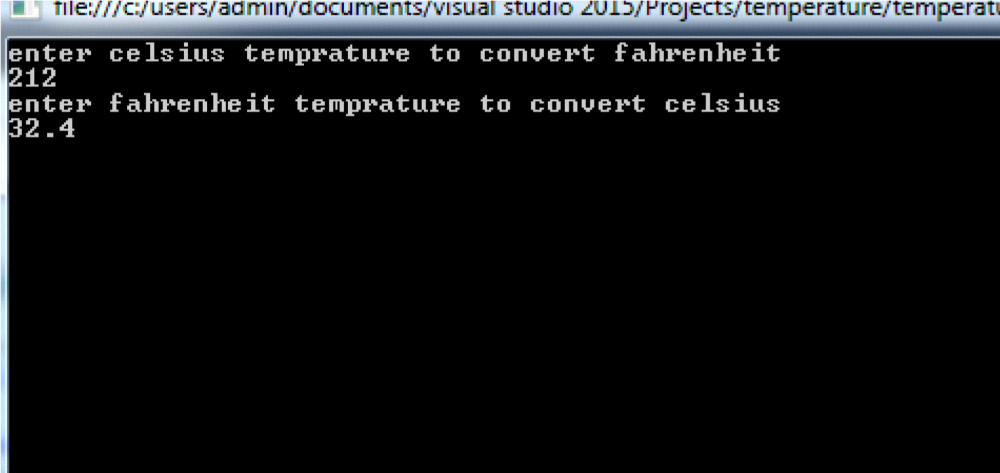 file:///c:/users/admin/documents/visual studio 2015/Projects/temperature/temperatu
enter celsius temprature to convert fahrenheit
212
enter fahrenheit temprature to convert celsius
32.4